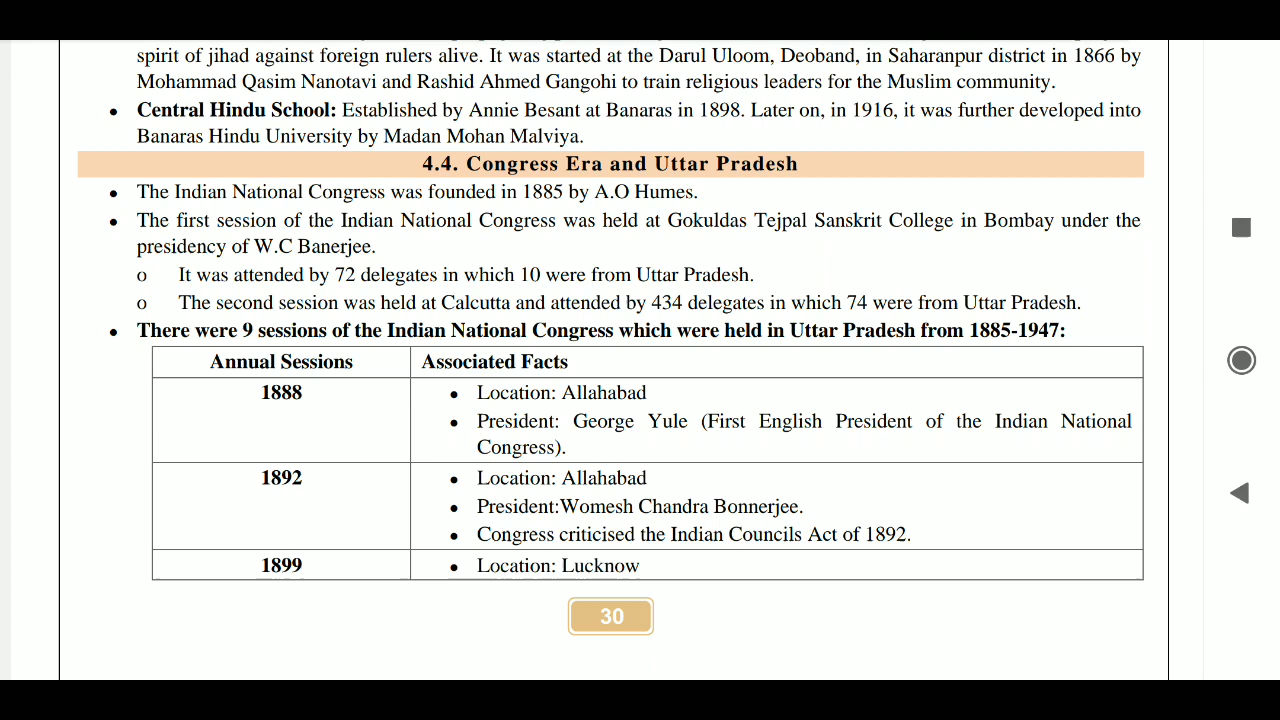 spirit of jihad against foreign rulers alive. It was started at the Darul Uloom, Deoband, in Saharanpur district in 1866 by
Mohammad Qasim Nanotavi and Rashid Ahmed Gangohi to train religious leaders for the Muslim community.
• Central Hindu School: Established by Annie Besant at Banaras in 1898. Later on, in 1916, it was further developed into
Banaras Hindu University by Madan Mohan Malviya.
4.4. Congress Era and Uttar Pradesh
• The Indian National Congress was founded in 1885 by A.O Humes.
• The first session of the Indian National Congress was held at Gokuldas Tejpal Sanskrit College in Bombay under the
presidency of W.C Banerjee.
o It was attended by 72 delegates in which 10 were from Uttar Pradesh.
o The second session was held at Calcutta and attended by 434 delegates in which 74 were from Uttar Pradesh.
• There were 9 sessions of the Indian National Congress which were held in Uttar Pradesh from 1885-1947:
Annual Sessions Associated Facts
1888 • Location: Allahabad
• President: George Yule (First English President of the Indian National
Congress).
1892 • Location: Allahabad
• President:Womesh Chandra Bonnerjee.
• Congress criticised the Indian Councils Act of 1892.
1899 • Location: Lucknow
30